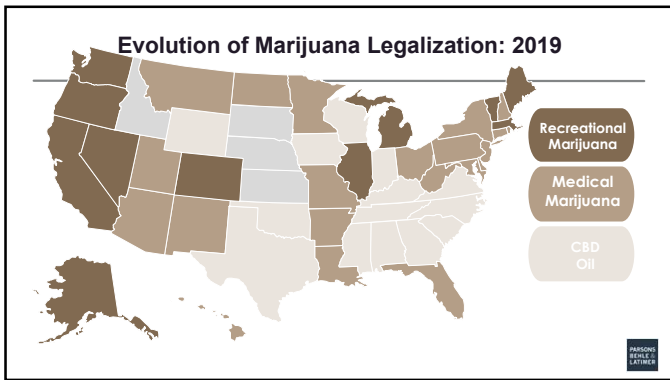 Evolution of Marijuana Legalization: 2019
Recreational
Marijuana
Medical
Marijuana
CBD
Oil
PARSONS
BEHLE &
LATIMER